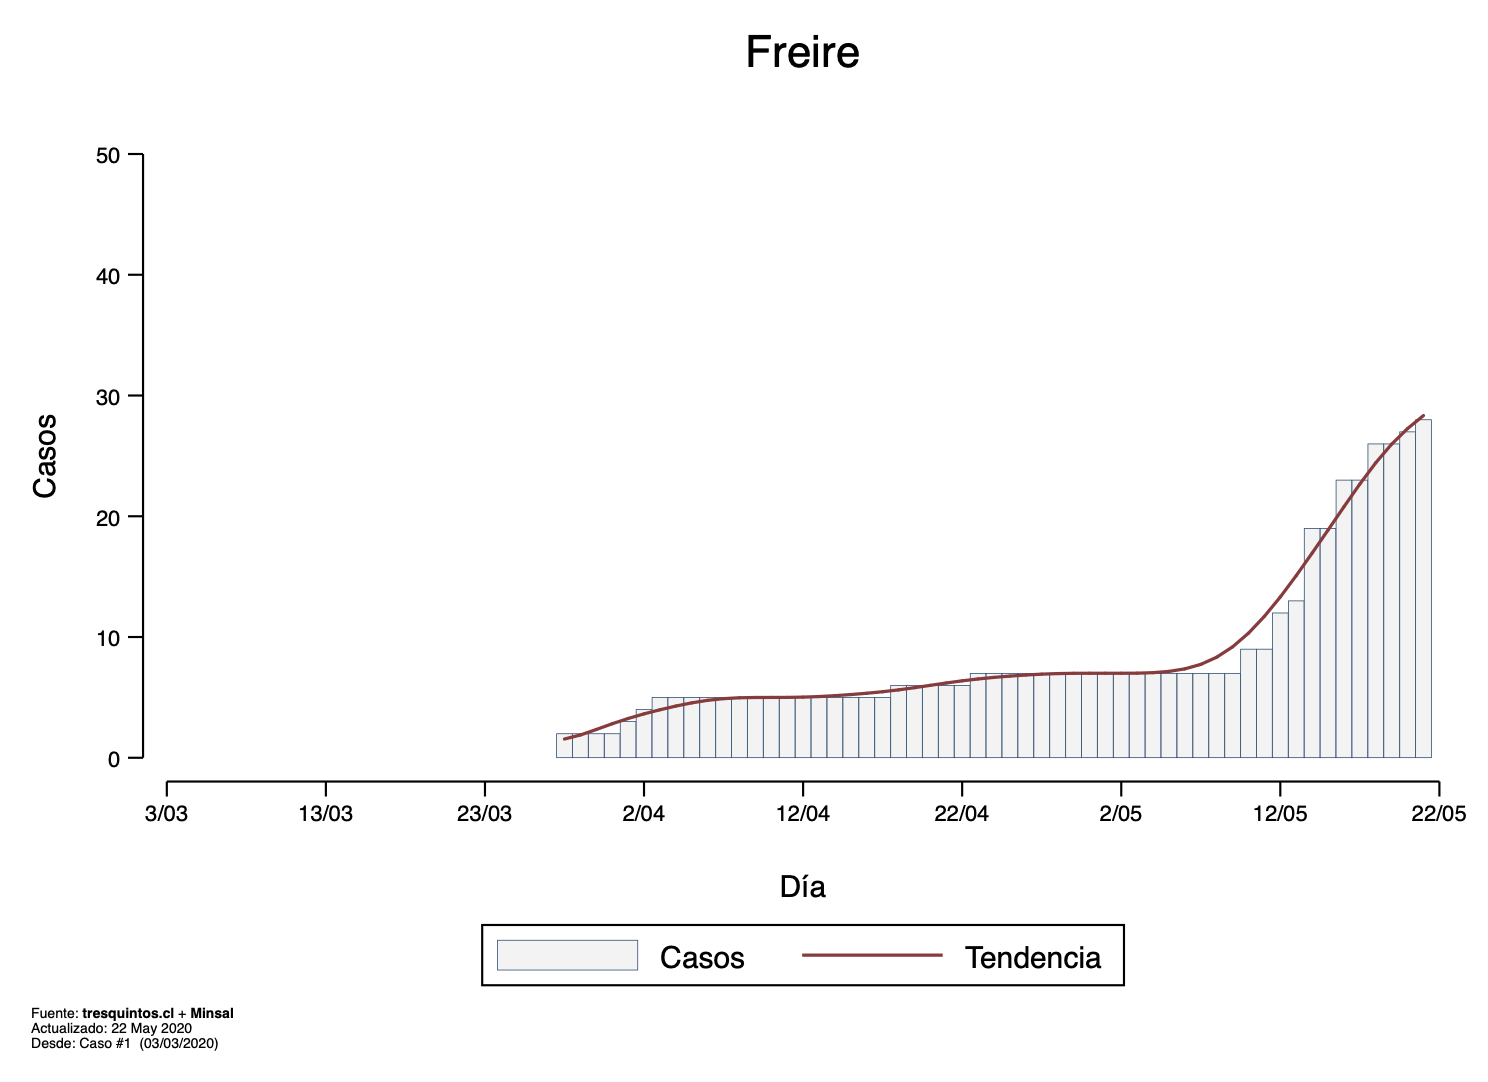 Freire
50
40
30
20
10
0
Casos
3/03 13/03 23/03 2/04 12/04 22/04 2/05 12/05 22/05
Día
Casos Tendencia
Fuente: tresquintos.cl + Minsal
Actualizado: 22 May 2020
Desde: Caso #1 (03/03/2020)